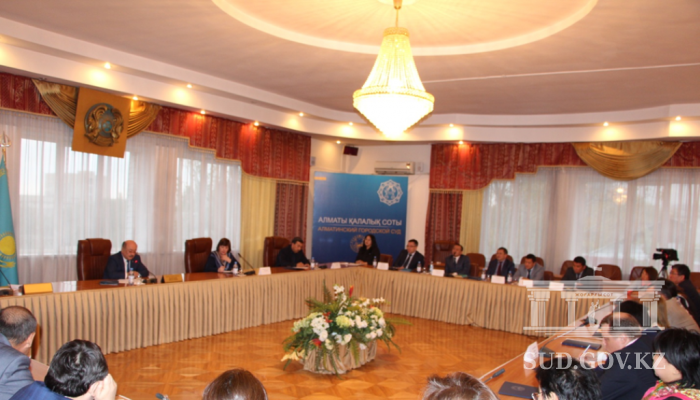 АЛМАТЫ ҚАЛАЛЫҚ СОТЫ
АЛМАТИНСКИЙ ГОРОДСКОЙ СУД
SUD.GOV.KZ